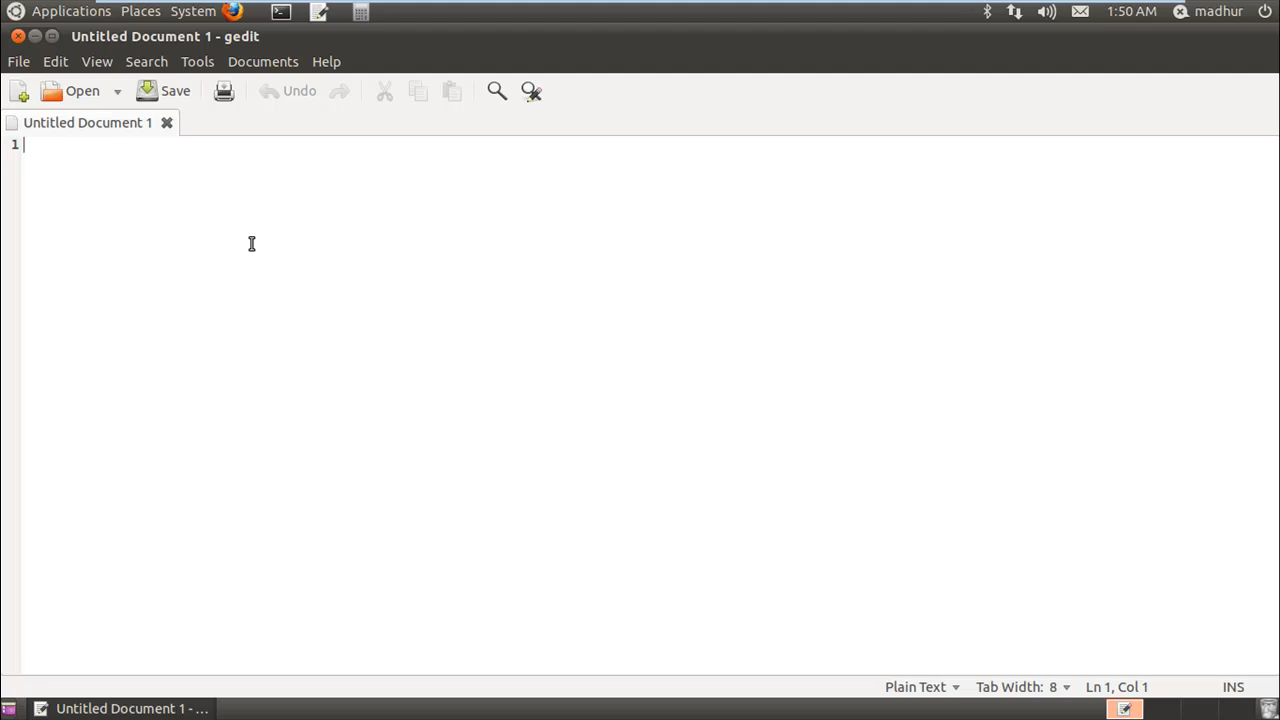 Applications Places System 1:50 AM madhur
Untitled Document 1 - gedit
File Edit View Search Tools Documents Help
Open Save Undo
Untitled Document 1
1
Plain Text Tab Width: 8 Ln 1, Col 1 INS
Untitled Document 1 - ...